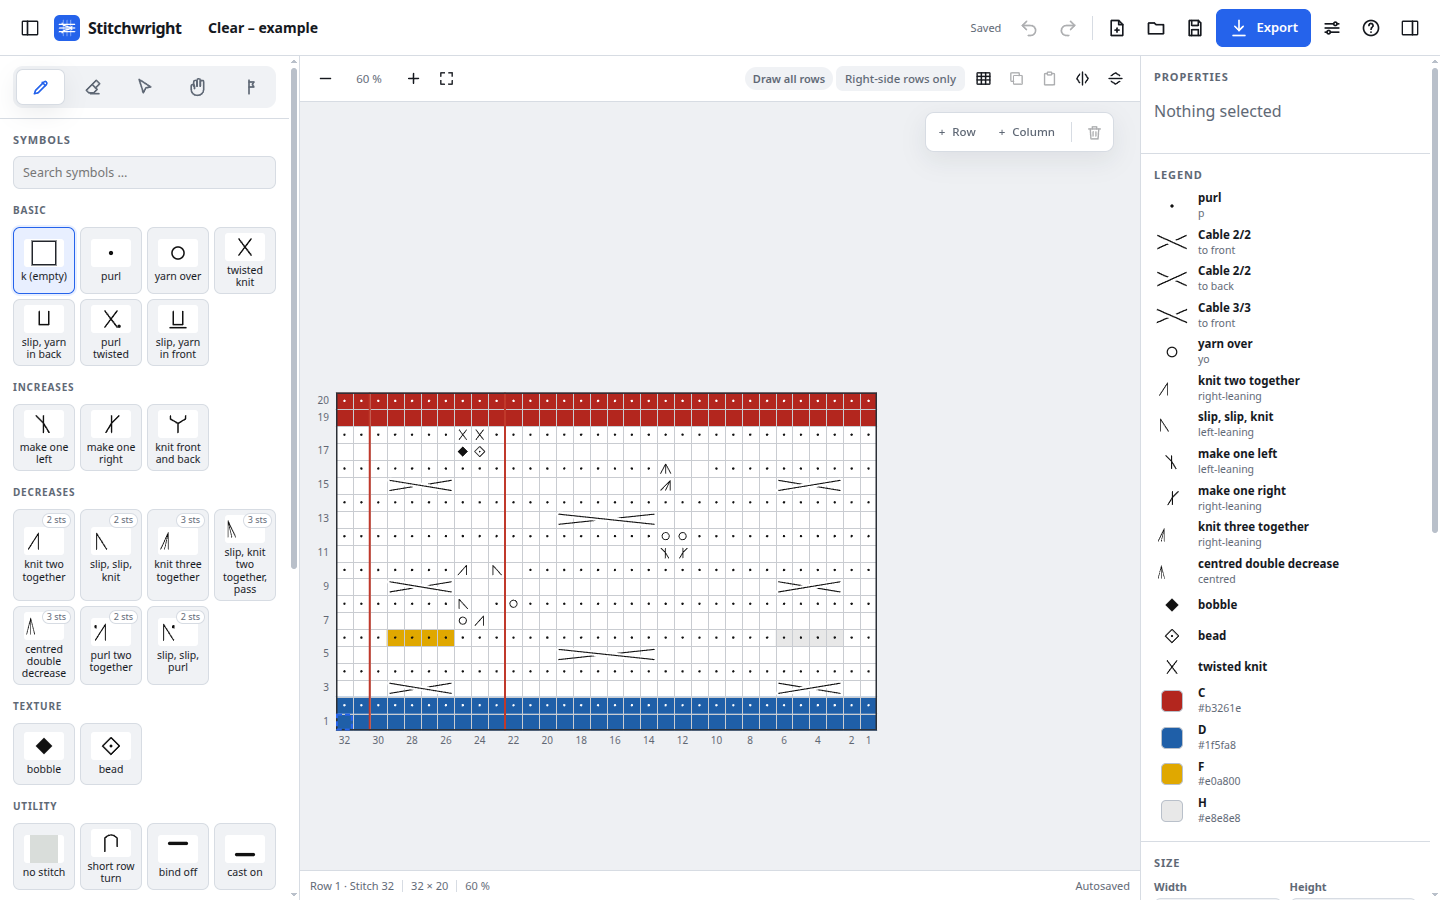 Stitchwright
Clear – example
Saved
Export
60 %
Draw all rows
Right-side rows only
+ Row
+ Column
SYMBOLS
Search symbols ...
BASIC
k (empty)
purl
yarn over
twisted
knit
slip, yarn
in back
purl
twisted
slip, yarn
in front
INCREASES
make one
left
make one
right
knit front
and back
DECREASES
2 sts
knit two
together
2 sts
slip, slip,
knit
3 sts
knit three
together
3 sts
slip, knit
two
together,
pass
3 sts
centred
double
decrease
2 sts
purl two
together
2 sts
slip, slip,
purl
TEXTURE
bobble
bead
UTILITY
no stitch
short row
turn
bind off
cast on
20
19
17
15
13
11
9
7
5
3
1
32 30 28 26 24 22 20 18 16 14 12 10 8 6 4 2 1
Row 1 · Stitch 32
32 × 20
60 %
Autosaved
PROPERTIES
Nothing selected
LEGEND
purl
p
Cable 2/2
to front
Cable 2/2
to back
Cable 3/3
to front
yarn over
yo
knit two together
right-leaning
slip, slip, knit
left-leaning
make one left
left-leaning
make one right
right-leaning
knit three together
right-leaning
centred double decrease
centred
bobble
bead
twisted knit
C
#b3261e
D
#1f5fa8
F
#e0a800
H
#e8e8e8
SIZE
Width
Height